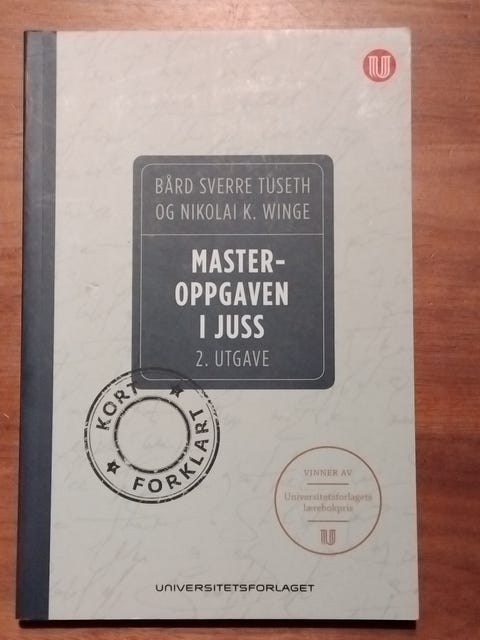 U
BÅRD SVERRE TUSETH
OG NIKOLAI K. WINGE
MASTER-
OPPGAVEN
I JUSS
2. UTGAVE
KORT
FORKLART
VINNER AV
Universitetsforlagets
lærebokpris
U
UNIVERSITETSFORLAGET